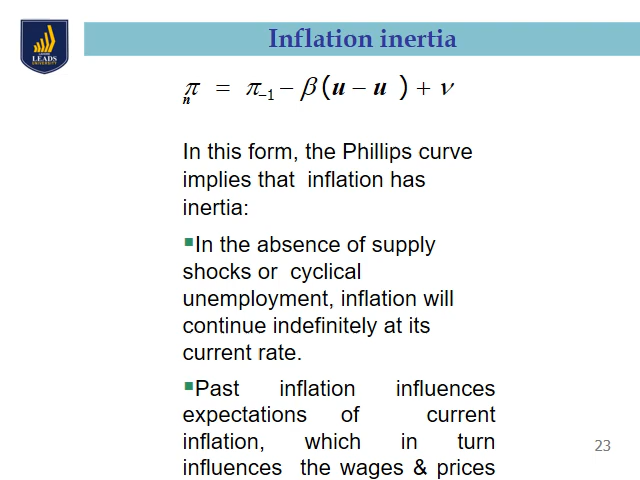 LEADS
UNIVERSITY
Inflation inertia
π = π₋₁ − β(u − u ) + ν
n
In this form, the Phillips curve
implies that inflation has
inertia:
▪In the absence of supply
shocks or cyclical
unemployment, inflation will
continue indefinitely at its
current rate.
▪Past inflation influences
expectations of current
inflation, which in turn
influences the wages & prices
23